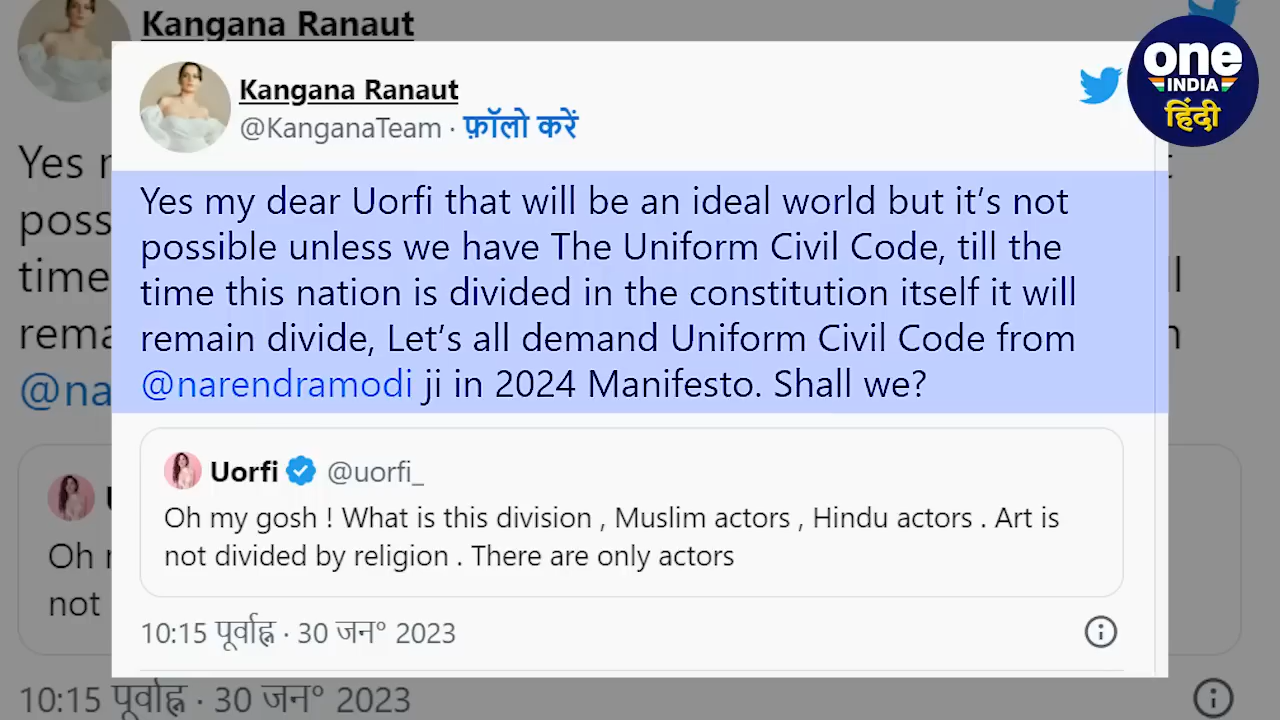 Kangana Ranaut
one
INDIA
हिंदी
Kangana Ranaut
@KanganaTeam · फ़ॉलो करें
Yes my dear Uorfi that will be an ideal world but it's not
possible unless we have The Uniform Civil Code, till the
time this nation is divided in the constitution itself it will
remain divide, Let's all demand Uniform Civil Code from
@narendramodi ji in 2024 Manifesto. Shall we?
Uorfi @uorfi_
Oh my gosh ! What is this division , Muslim actors , Hindu actors . Art is
not divided by religion . There are only actors
10:15 पूर्वाह्न · 30 जन॰ 2023
Yes
time
Oh
not
10:15 पूर्वाह्न · 30 जन॰ 2023